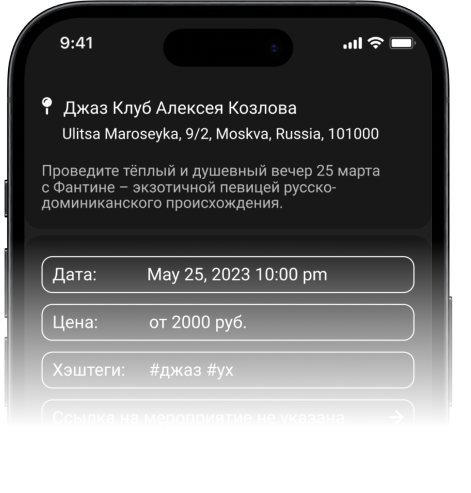 9:41
Джаз Клуб Алексея Козлова
Ulitsa Maroseyka, 9/2, Moskva, Russia, 101000
Проведите тёплый и душевный вечер 25 марта
с Фантине – экзотичной певицей русско-
доминиканского происхождения.
Дата: May 25, 2023 10:00 pm
Цена: от 2000 руб.
Хэштеги: #джаз #ух
Ссылка на мероприятие не указана